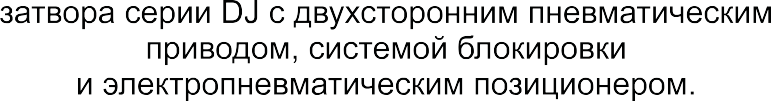 затвора серии DJ с двухсторонним пневматическим
приводом, системой блокировки
и электропневматическим позиционером.